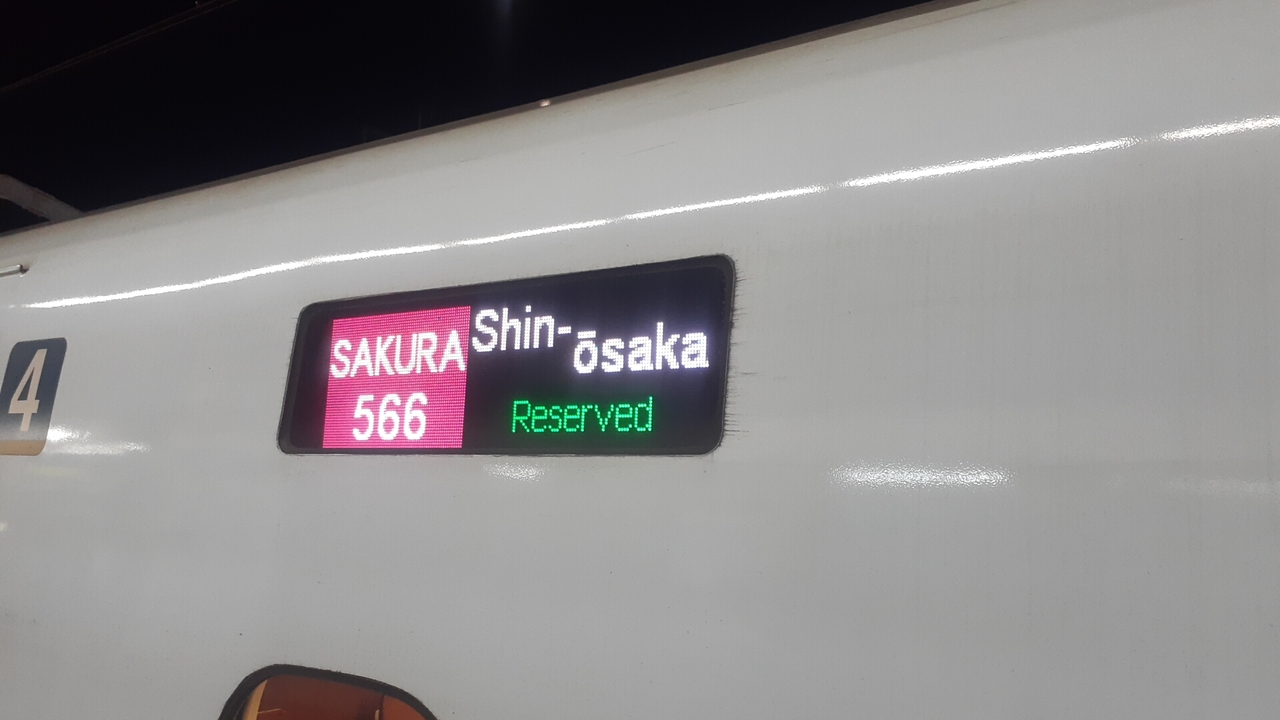 4
SAKURA
566
Shin-
ōsaka
Reserved